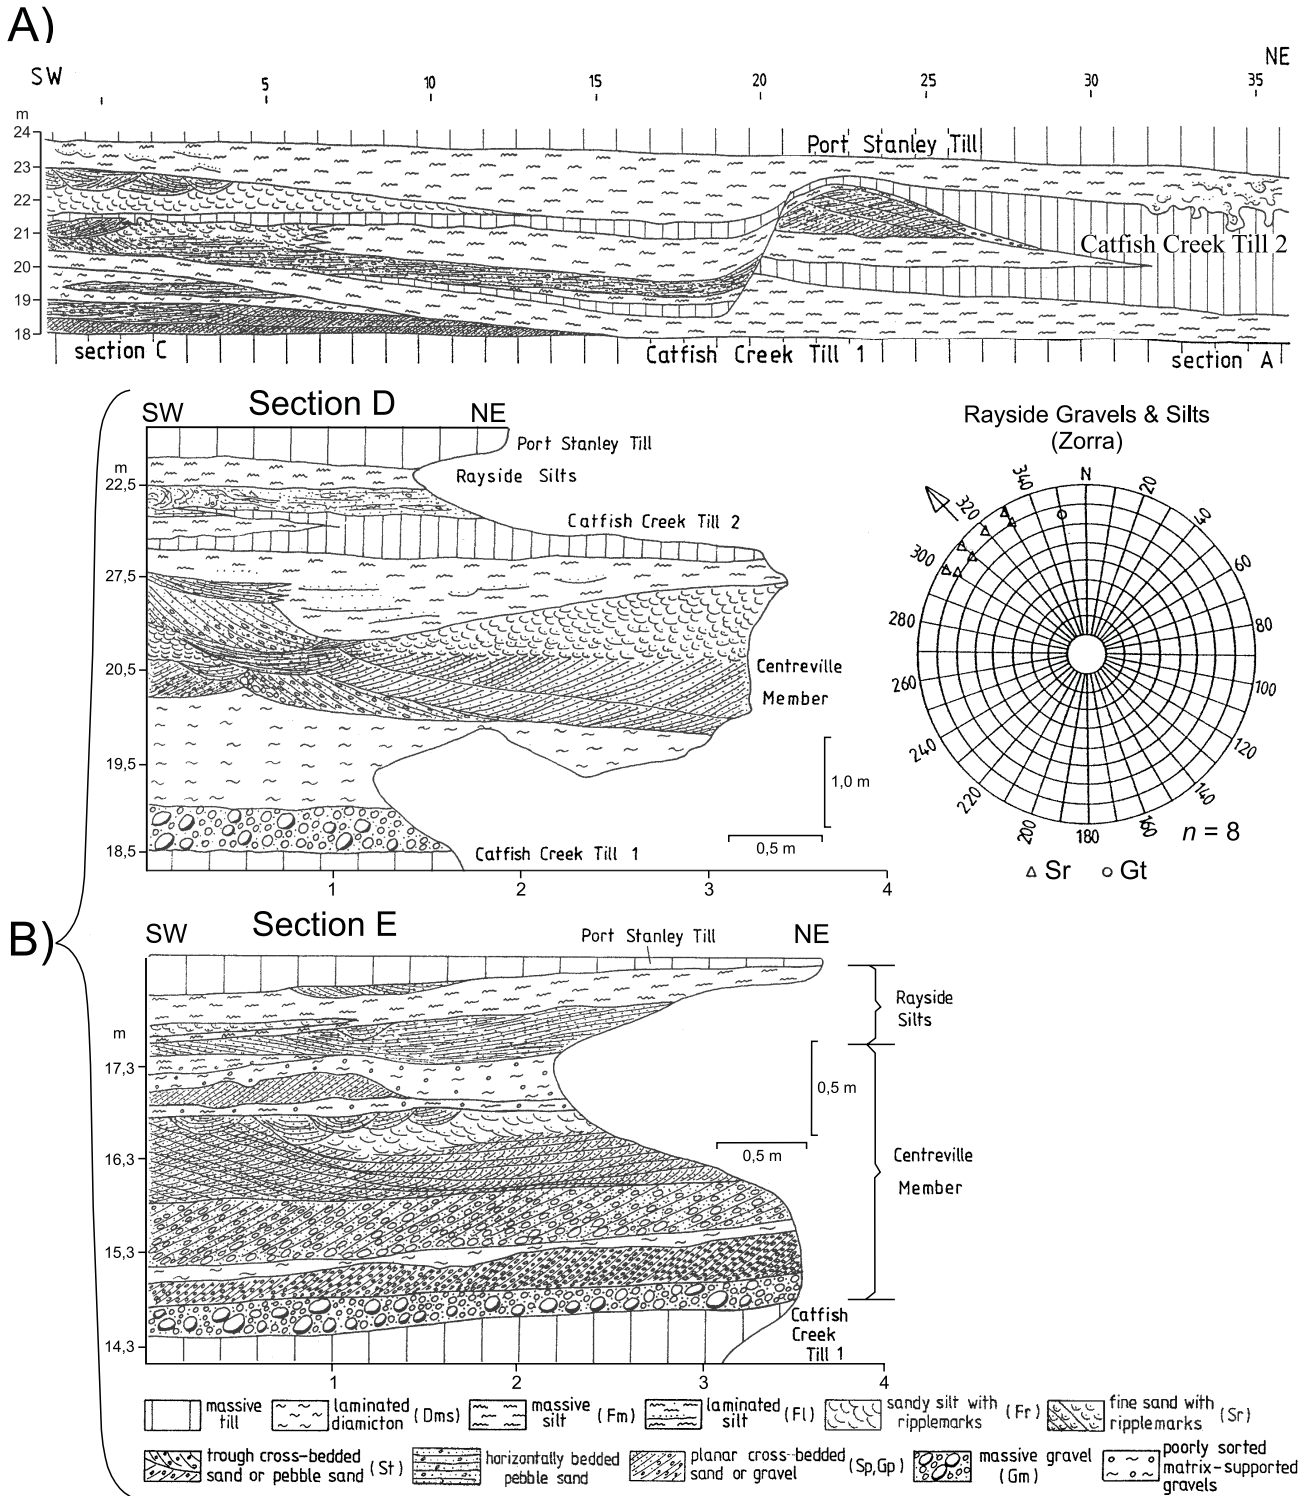 A)
SW
NE
5 10 15 20 25 30 35
m
24
23
22
21
20
19
18
Port Stanley Till
Catfish Creek Till 2
section C
Catfish Creek Till 1
section A
B)
SW
Section D
NE
m
22,5
27,5
20,5
19,5
18,5
Port Stanley Till
Rayside Silts
Catfish Creek Till 2
Centreville
Member
1,0 m
0,5 m
Catfish Creek Till 1
1 2 3 4
Rayside Gravels & Silts
(Zorra)
N
20
40
60
80
100
120
140
160
180
200
220
240
260
280
300
320
340
n = 8
Sr Gt
SW
Section E
NE
Port Stanley Till
m
17,3
16,3
15,3
14,3
Rayside
Silts
0,5 m
0,5 m
Centreville
Member
Catfish
Creek
Till 1
1 2 3 4
massive
till
laminated
diamicton (Dms)
massive
silt (Fm)
laminated
silt (Fl)
sandy silt with
ripplemarks (Fr)
fine sand with
ripplemarks (Sr)
trough cross-bedded
sand or pebble sand (St)
horizontally bedded
pebble sand
planar cross-bedded
sand or gravel (Sp,Gp)
massive gravel
(Gm)
poorly sorted
matrix-supported
gravels